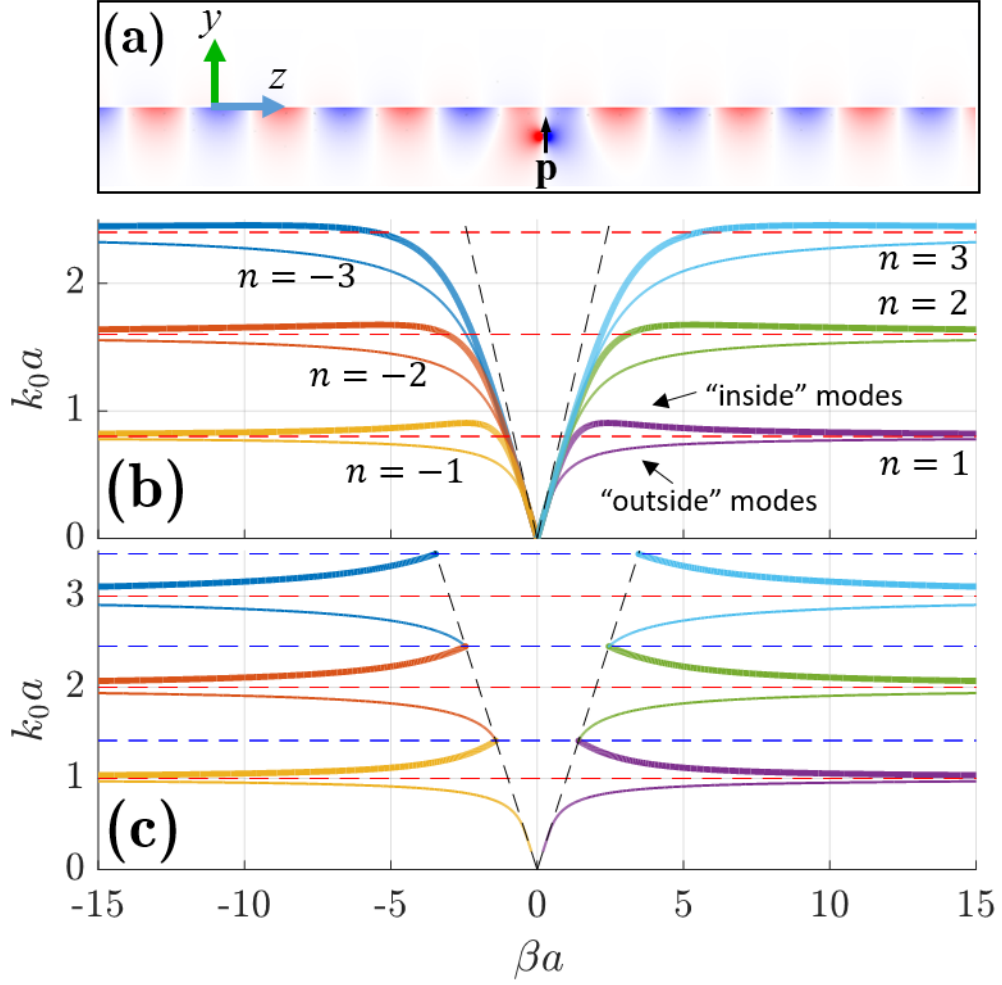 (a)
y
z
p
2
1
0
k₀a
n = −3
n = 3
n = −2
n = 2
"inside" modes
n = −1
n = 1
"outside" modes
(b)
3
2
1
0
k₀a
(c)
-15 -10 -5 0 5 10 15
βa